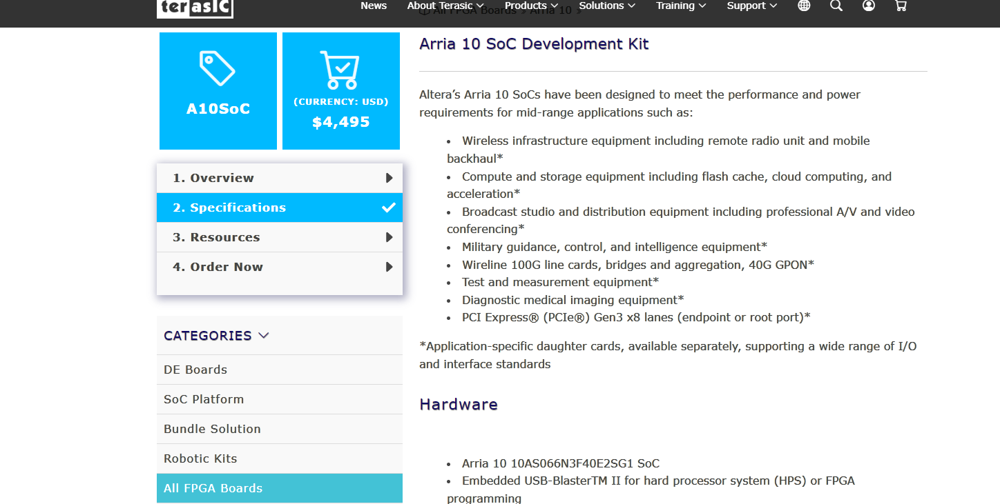 terasIC
News About Terasic Products Solutions Training Support
All FPGA Boards » Arria 10 »
A10SoC
(CURRENCY: USD)
$4,495
1. Overview
2. Specifications
3. Resources
4. Order Now
CATEGORIES
DE Boards
SoC Platform
Bundle Solution
Robotic Kits
All FPGA Boards
Arria 10 SoC Development Kit
Altera’s Arria 10 SoCs have been designed to meet the performance and power
requirements for mid-range applications such as:
• Wireless infrastructure equipment including remote radio unit and mobile
backhaul*
• Compute and storage equipment including flash cache, cloud computing, and
acceleration*
• Broadcast studio and distribution equipment including professional A/V and video
conferencing*
• Military guidance, control, and intelligence equipment*
• Wireline 100G line cards, bridges and aggregation, 40G GPON*
• Test and measurement equipment*
• Diagnostic medical imaging equipment*
• PCI Express® (PCIe®) Gen3 x8 lanes (endpoint or root port)*
*Application-specific daughter cards, available separately, supporting a wide range of I/O
and interface standards
Hardware
• Arria 10 10AS066N3F40E2SG1 SoC
• Embedded USB-BlasterTM II for hard processor system (HPS) or FPGA
programming